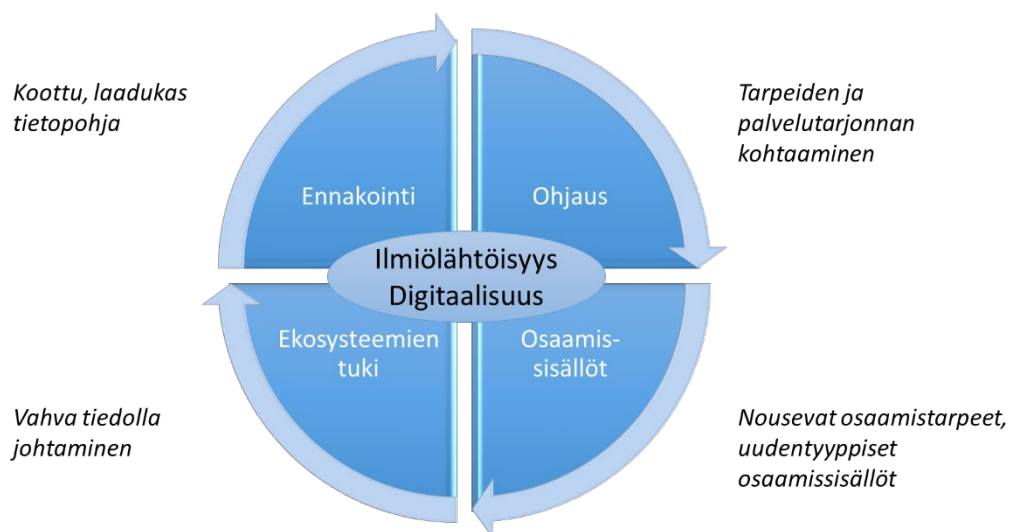 Koottu, laadukas
tietopohja
Tarpeiden ja
palvelutarjonnan
kohtaaminen
Ennakointi
Ohjaus
Ilmiölähtöisyys
Digitaalisuus
Ekosysteemien
tuki
Osaamis-
sisällöt
Vahva tiedolla
johtaminen
Nousevat osaamistarpeet,
uudentyyppiset
osaamissisällöt